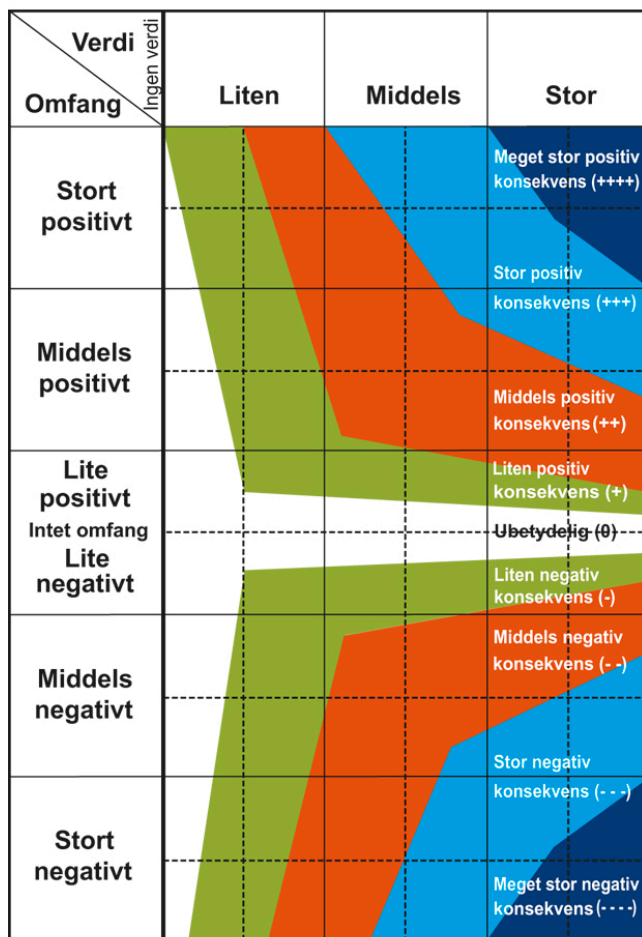 Verdi
Omfang
Ingen verdi
Liten
Middels
Stor
Stort
positivt
Meget stor positiv
konsekvens (++++)
Stor positiv
konsekvens (+++)
Middels
positivt
Middels positiv
konsekvens (++)
Lite
positivt
Liten positiv
konsekvens (+)
Intet omfang
Ubetydelig (0)
Lite
negativt
Liten negativ
konsekvens (-)
Middels
negativt
Middels negativ
konsekvens (- -)
Stor negativ
konsekvens (- - -)
Stort
negativt
Meget stor negativ
konsekvens (- - - -)